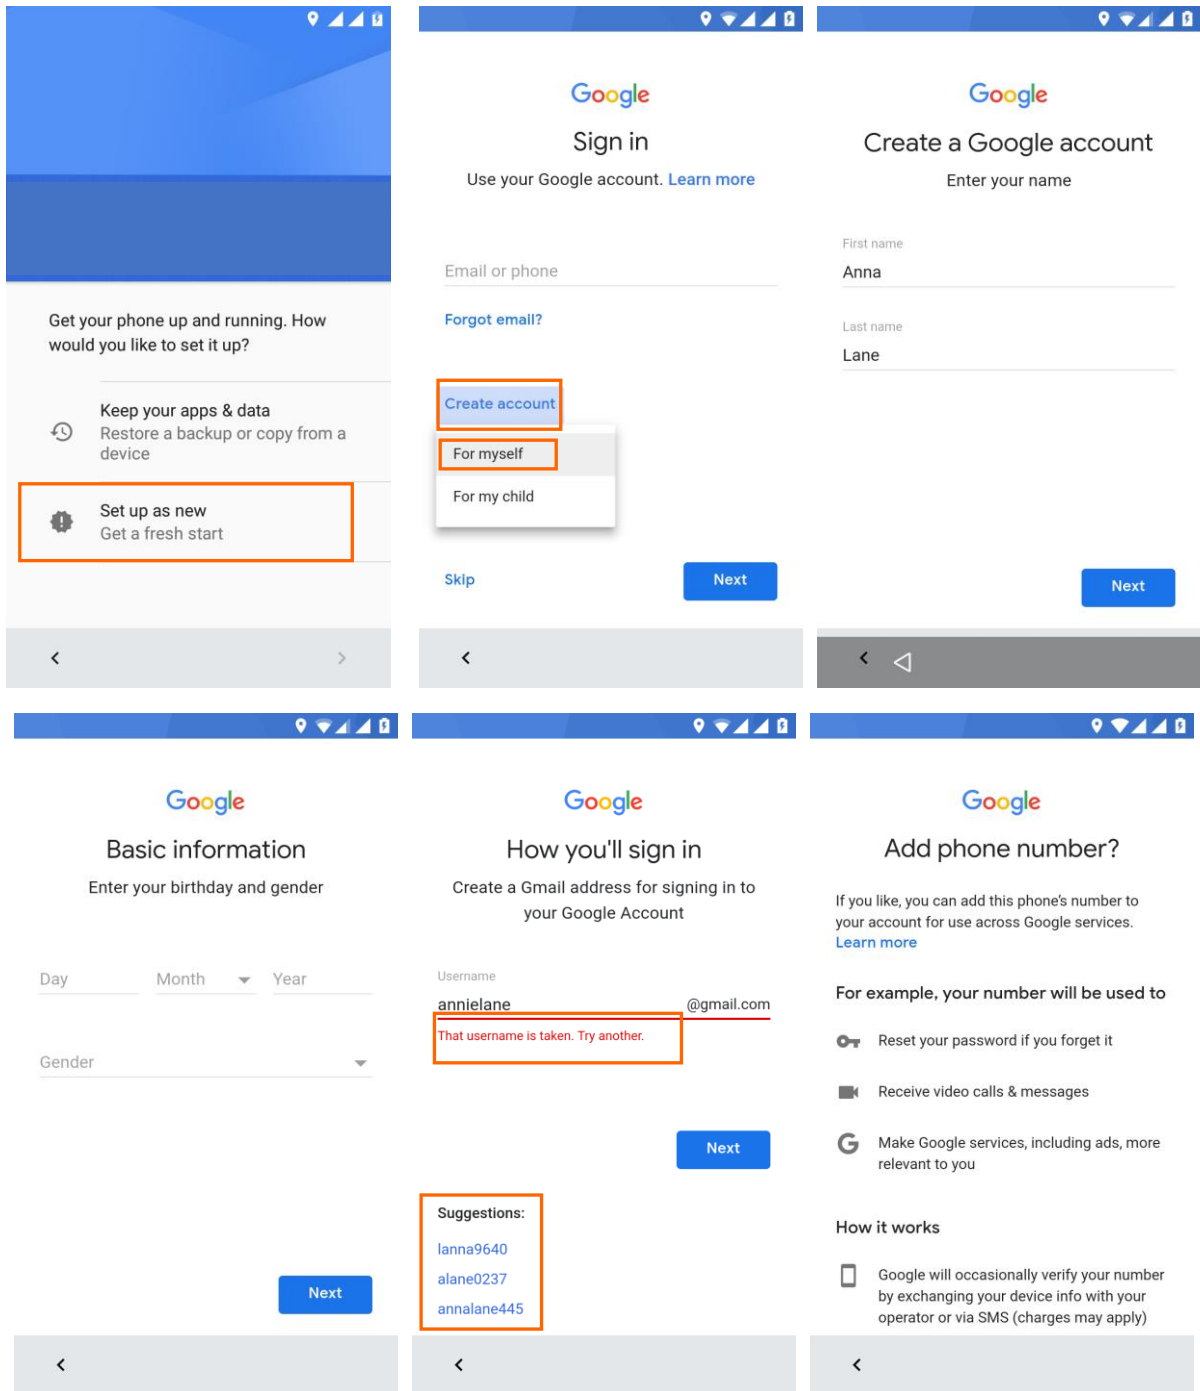 Get your phone up and running. How
would you like to set it up?
Keep your apps & data
Restore a backup or copy from a
device
Set up as new
Get a fresh start
Google
Sign in
Use your Google account. Learn more
Email or phone
Forgot email?
Create account
For myself
For my child
Skip
Next
Google
Create a Google account
Enter your name
First name
Anna
Last name
Lane
Next
Google
Basic information
Enter your birthday and gender
Day Month Year
Gender
Next
Google
How you'll sign in
Create a Gmail address for signing in to
your Google Account
Username
annielane @gmail.com
That username is taken. Try another.
Next
Suggestions:
lanna9640
alane0237
annalane445
Google
Add phone number?
If you like, you can add this phone's number to
your account for use across Google services.
Learn more
For example, your number will be used to
Reset your password if you forget it
Receive video calls & messages
G Make Google services, including ads, more
relevant to you
How it works
Google will occasionally verify your number
by exchanging your device info with your
operator or via SMS (charges may apply)